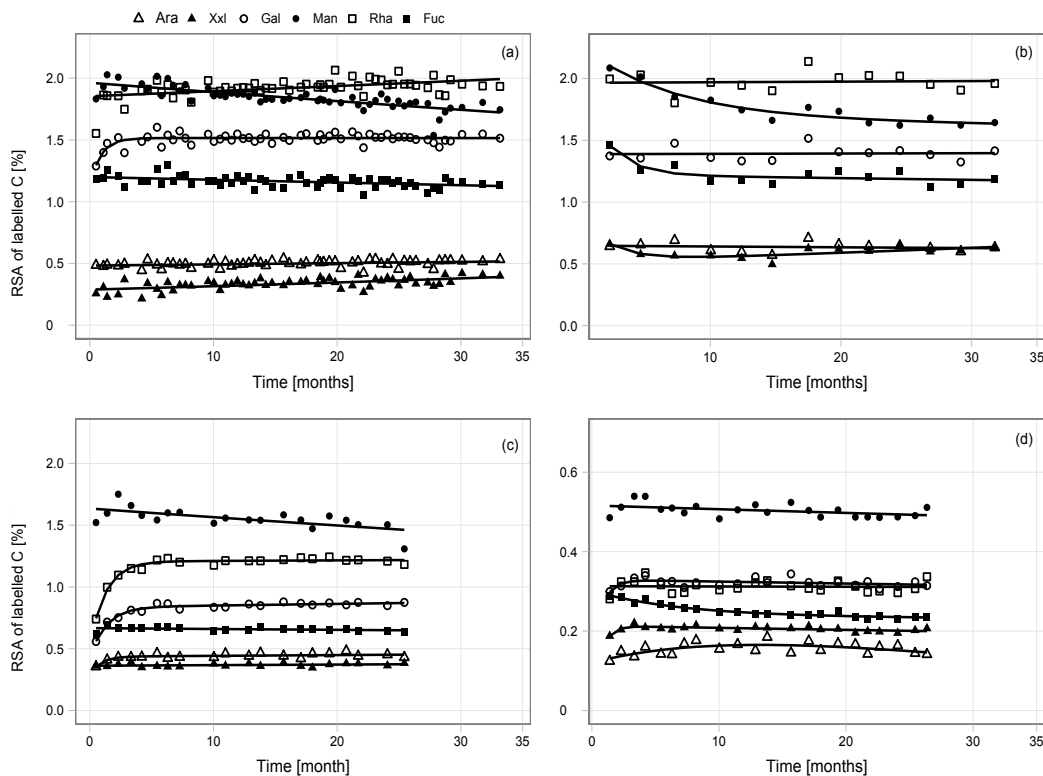 Ara Xxl Gal Man Rha Fuc
(a)
2.0
1.5
1.0
0.5
0
0 10 20 30 35
Time [months]
RSA of labelled C [%]
(b)
2.0
1.5
1.0
0.5
0.0
10 20 30 35
Time [months]
(c)
2.0
1.5
1.0
0.5
0.0
0 10 20 30 35
Time [month]
RSA of labelled C [%]
(d)
0.6
0.4
0.2
0
0 10 20 30 35
Time [months]